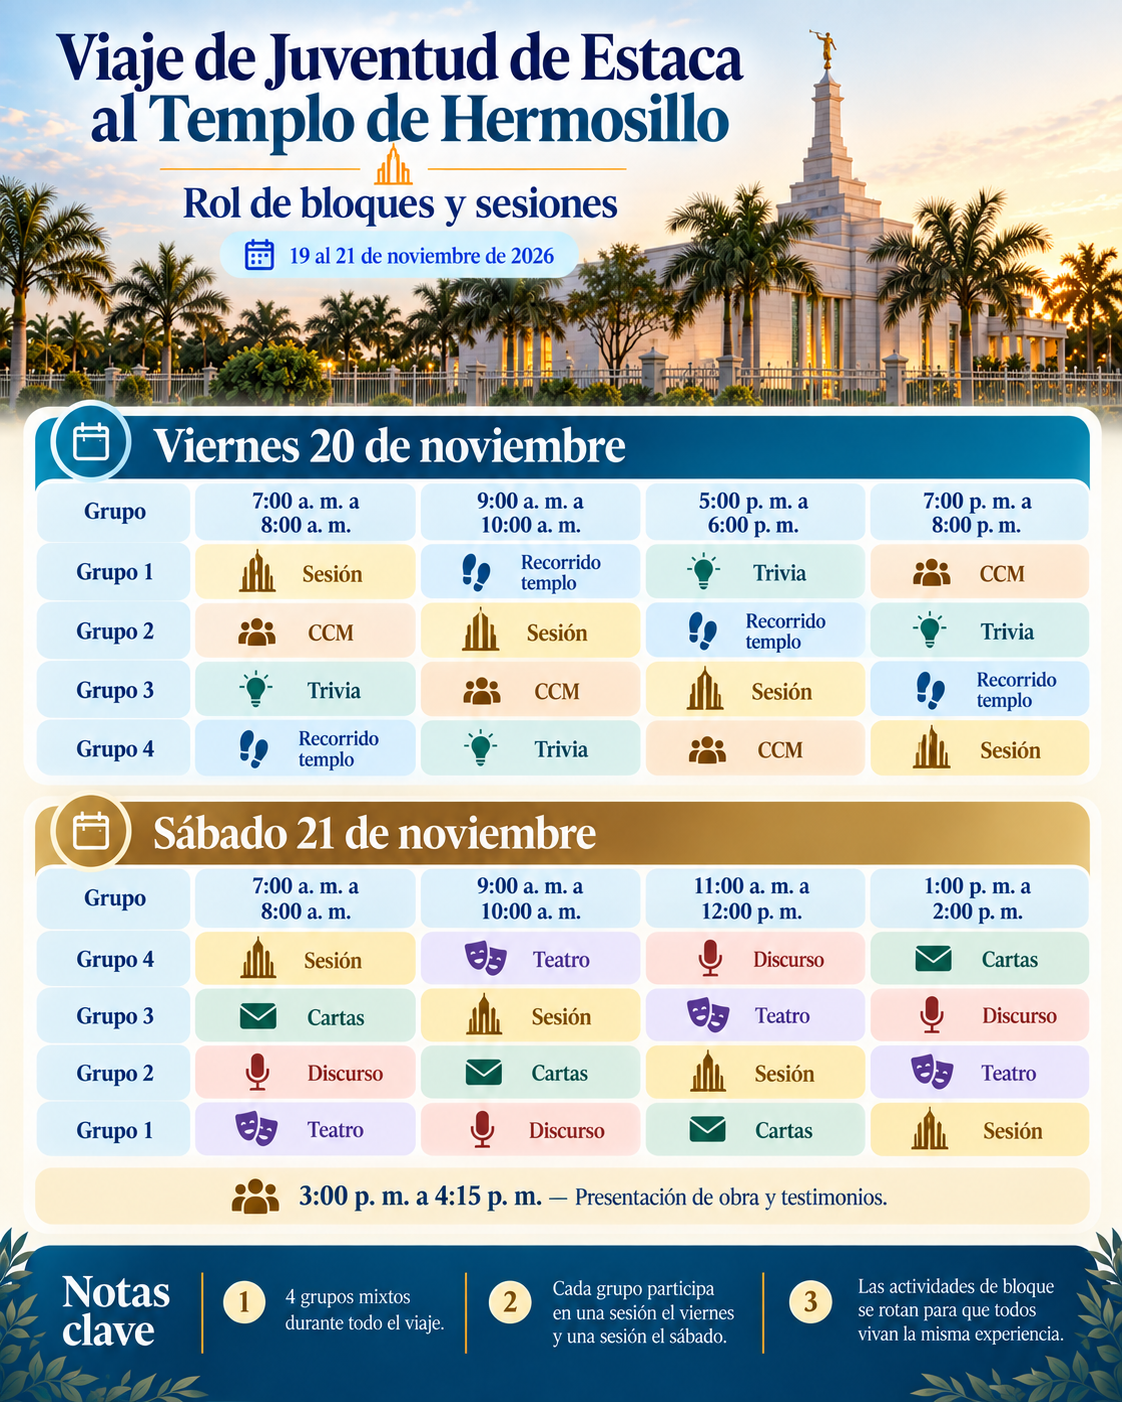 Viaje de Juventud de Estaca
al Templo de Hermosillo
Rol de bloques y sesiones
19 al 21 de noviembre de 2026
Viernes 20 de noviembre
Grupo
7:00 a. m. a
8:00 a. m.
9:00 a. m. a
10:00 a. m.
5:00 p. m. a
6:00 p. m.
7:00 p. m. a
8:00 p. m.
Grupo 1
Sesión
Recorrido
templo
Trivia
CCM
Grupo 2
CCM
Sesión
Recorrido
templo
Trivia
Grupo 3
Trivia
CCM
Sesión
Recorrido
templo
Grupo 4
Recorrido
templo
Trivia
CCM
Sesión
Sábado 21 de noviembre
Grupo
7:00 a. m. a
8:00 a. m.
9:00 a. m. a
10:00 a. m.
11:00 a. m. a
12:00 p. m.
1:00 p. m. a
2:00 p. m.
Grupo 4
Sesión
Teatro
Discurso
Cartas
Grupo 3
Cartas
Sesión
Teatro
Discurso
Grupo 2
Discurso
Cartas
Sesión
Teatro
Grupo 1
Teatro
Discurso
Cartas
Sesión
3:00 p. m. a 4:15 p. m. — Presentación de obra y testimonios.
Notas
clave
1
4 grupos mixtos
durante todo el viaje.
2
Cada grupo participa
en una sesión el viernes
y una sesión el sábado.
3
Las actividades de bloque
se rotan para que todos
vivan la misma experiencia.